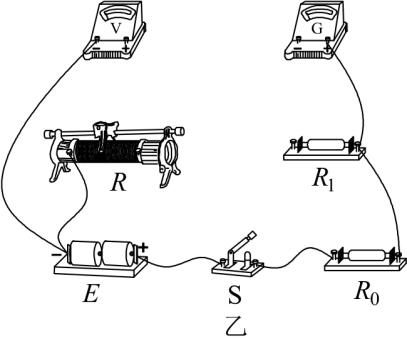 V G
- + - +
R R₁
- +
E S R₀
乙